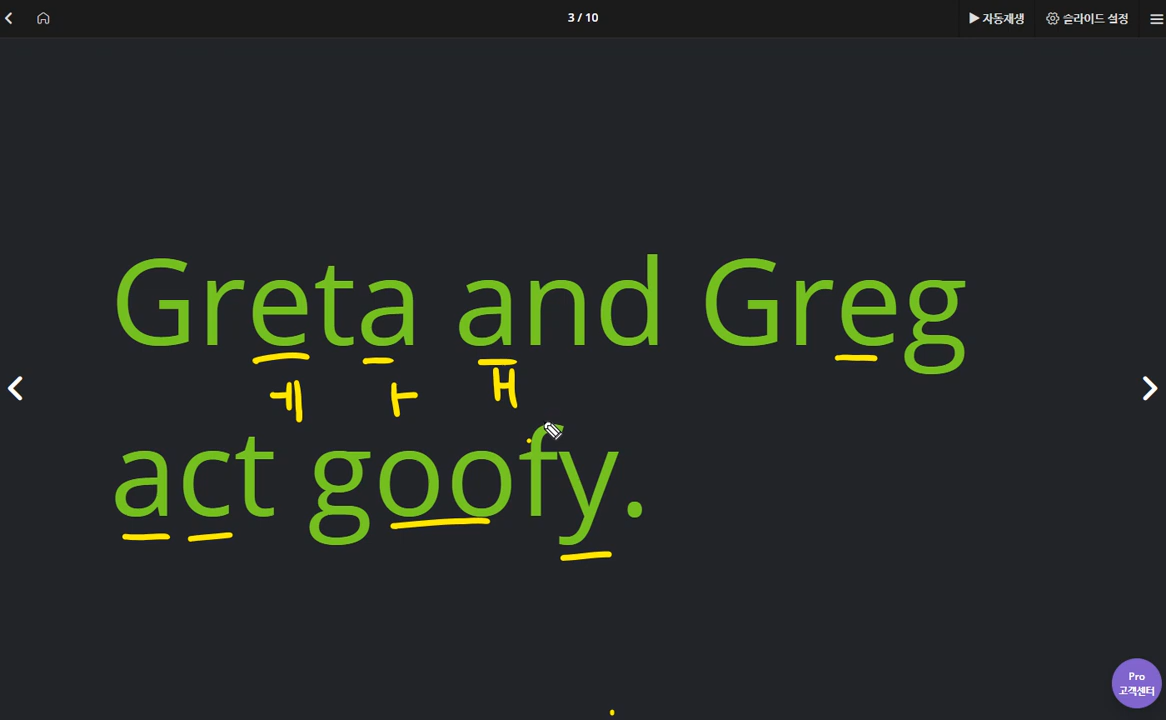 3 / 10
▶ 자동재생
슬라이드 설정
Greta and Greg
ㅔ ㅏ ㅐ
act goofy.
Pro
고객센터